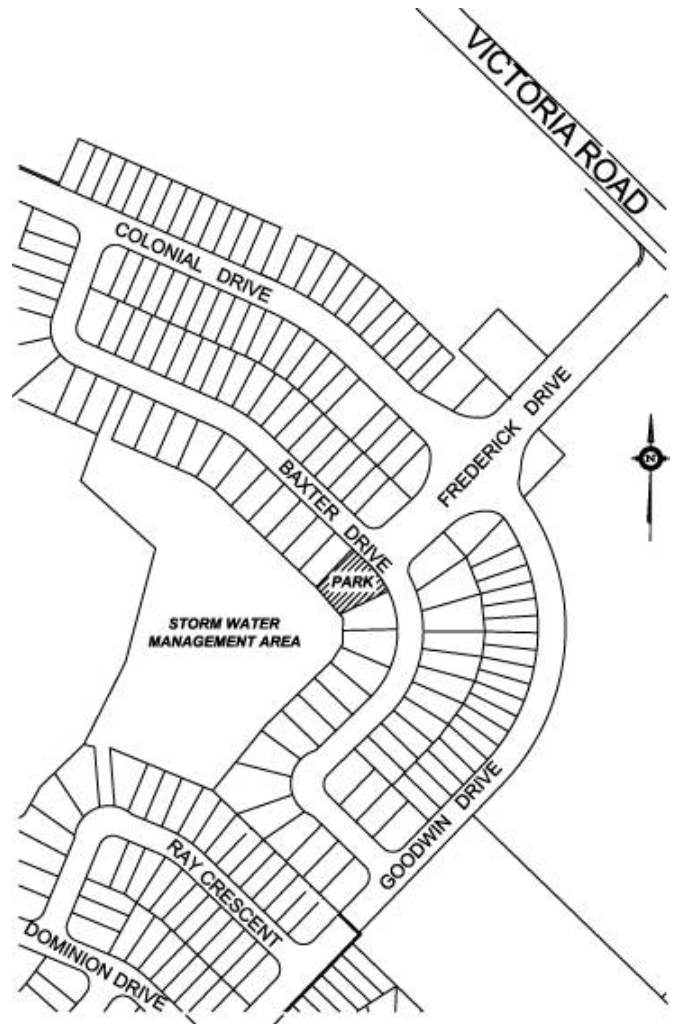 VICTORIA ROAD
COLONIAL DRIVE
FREDERICK DRIVE
N
BAXTER DRIVE
PARK
STORM WATER
MANAGEMENT AREA
GOODWIN DRIVE
RAY CRESCENT
DOMINION DRIVE